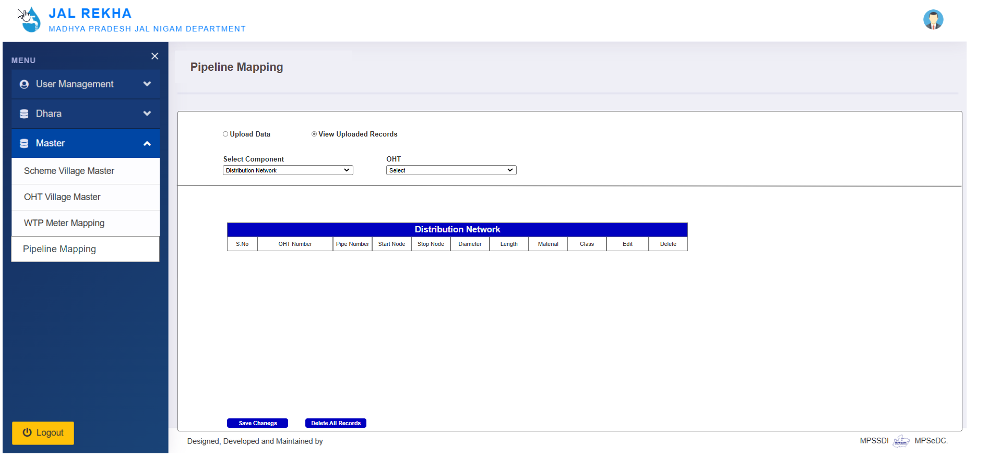 JAL REKHA
MADHYA PRADESH JAL NIGAM DEPARTMENT
MENU
User Management
Dhara
Master
Scheme Village Master
OHT Village Master
WTP Meter Mapping
Pipeline Mapping
Logout
Pipeline Mapping
Upload Data View Uploaded Records
Select Component OHT
Distribution Network Select
Distribution Network
S.No OHT Number Pipe Number Start Node Stop Node Diameter Length Material Class Edit Delete
Save Chanegs Delete All Records
Designed, Developed and Maintained by MPSSDI MPSeDC.